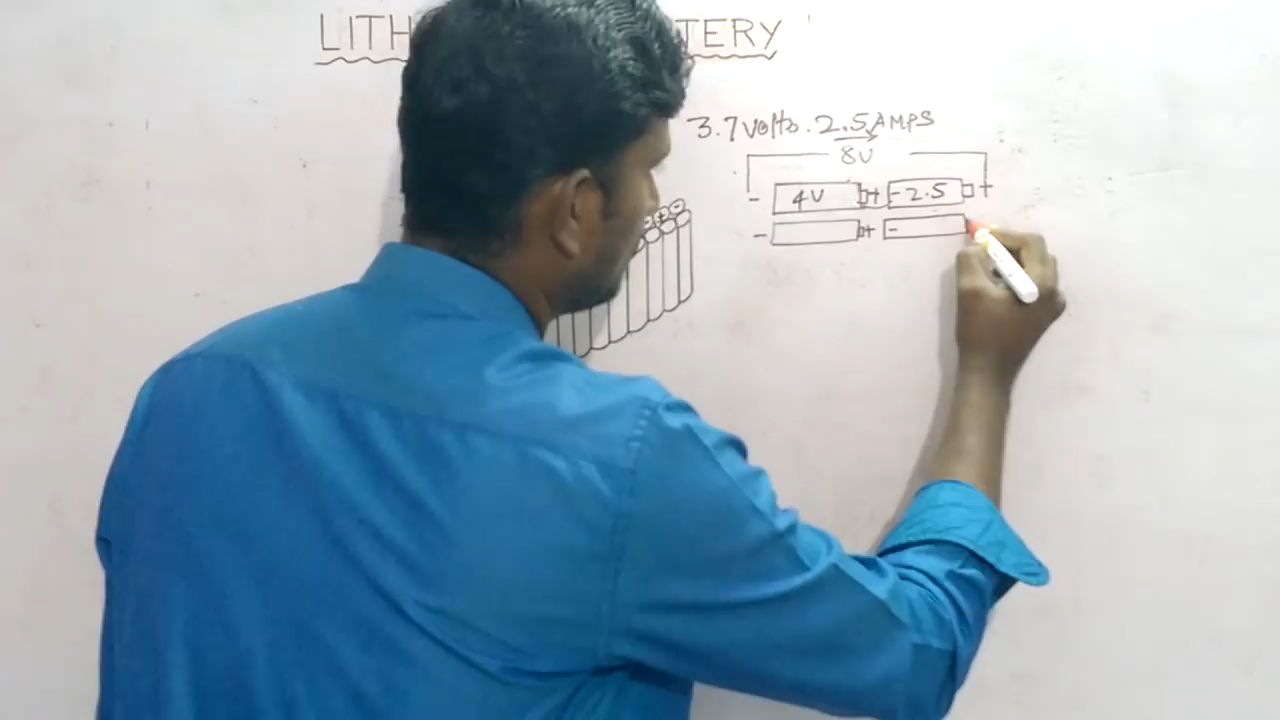 LITH TERY
3.7 volts. 2.5 AMPS
8V
- 4V + - 2.5 +
- + -
- + -